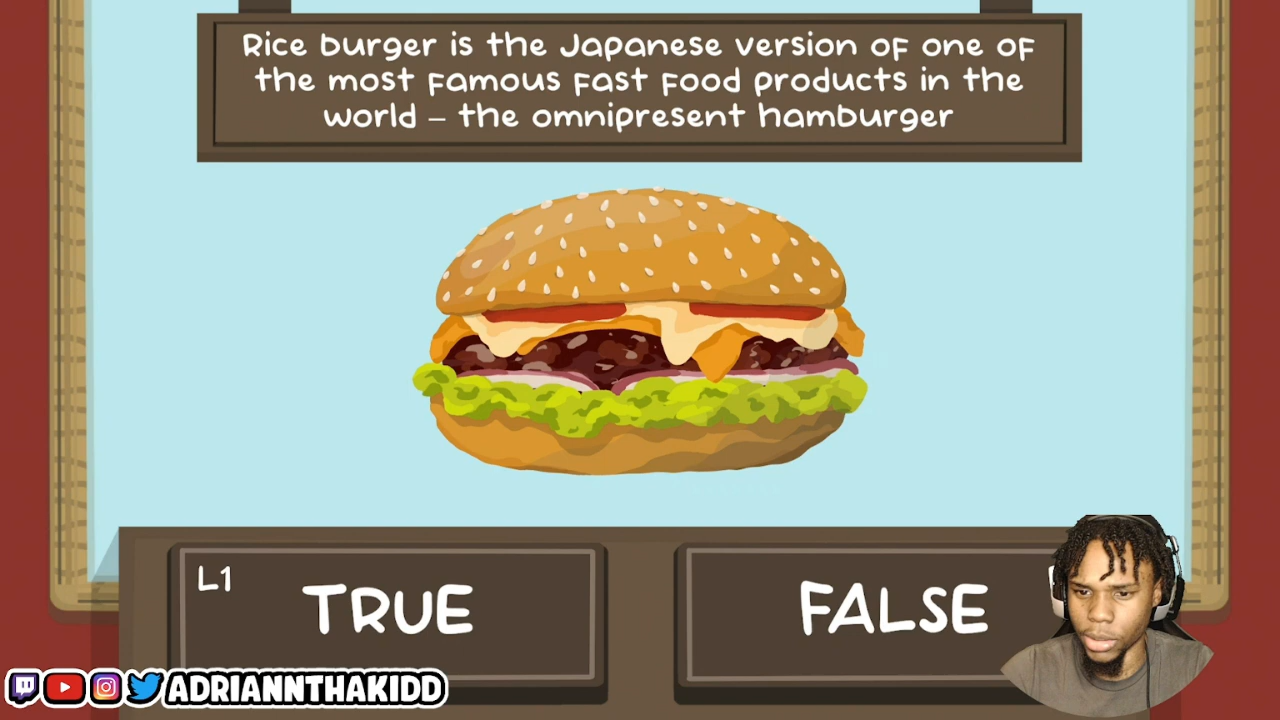 Rice burger is the Japanese version of one of
the most famous fast food products in the
world – the omnipresent hamburger
L1
TRUE
FALSE
ADRIANNTHAKIDD